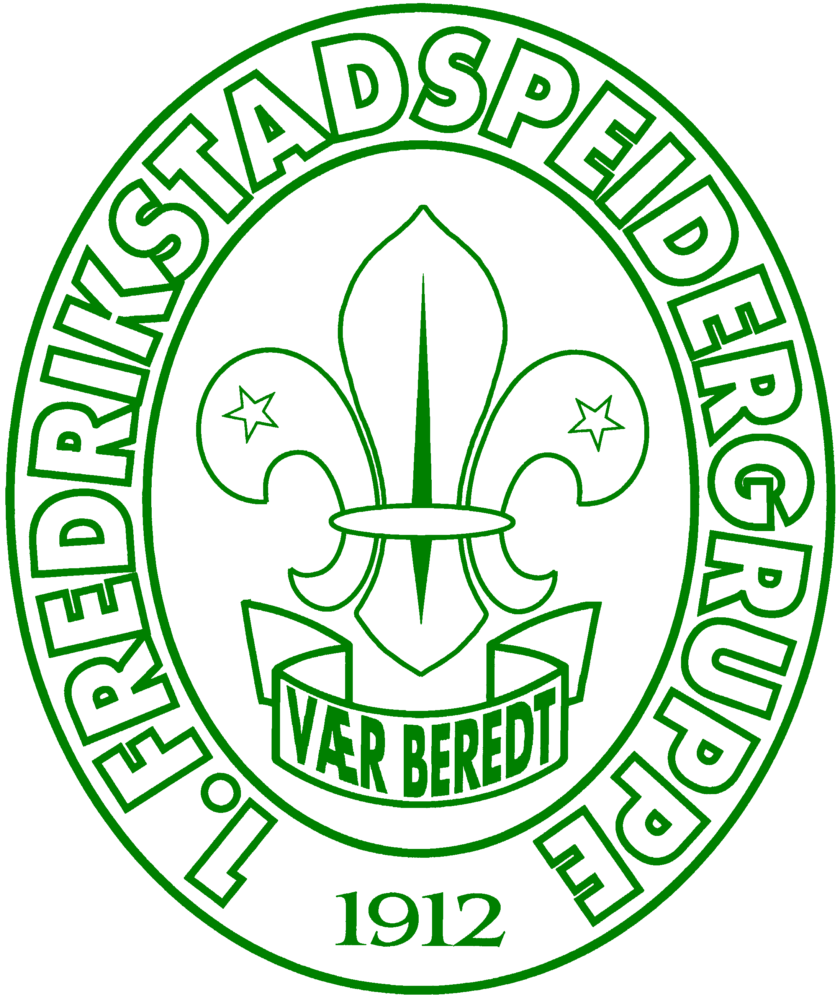 1. FREDRIKSTADSPEIDERGRUPPE
VÆR BEREDT
1912